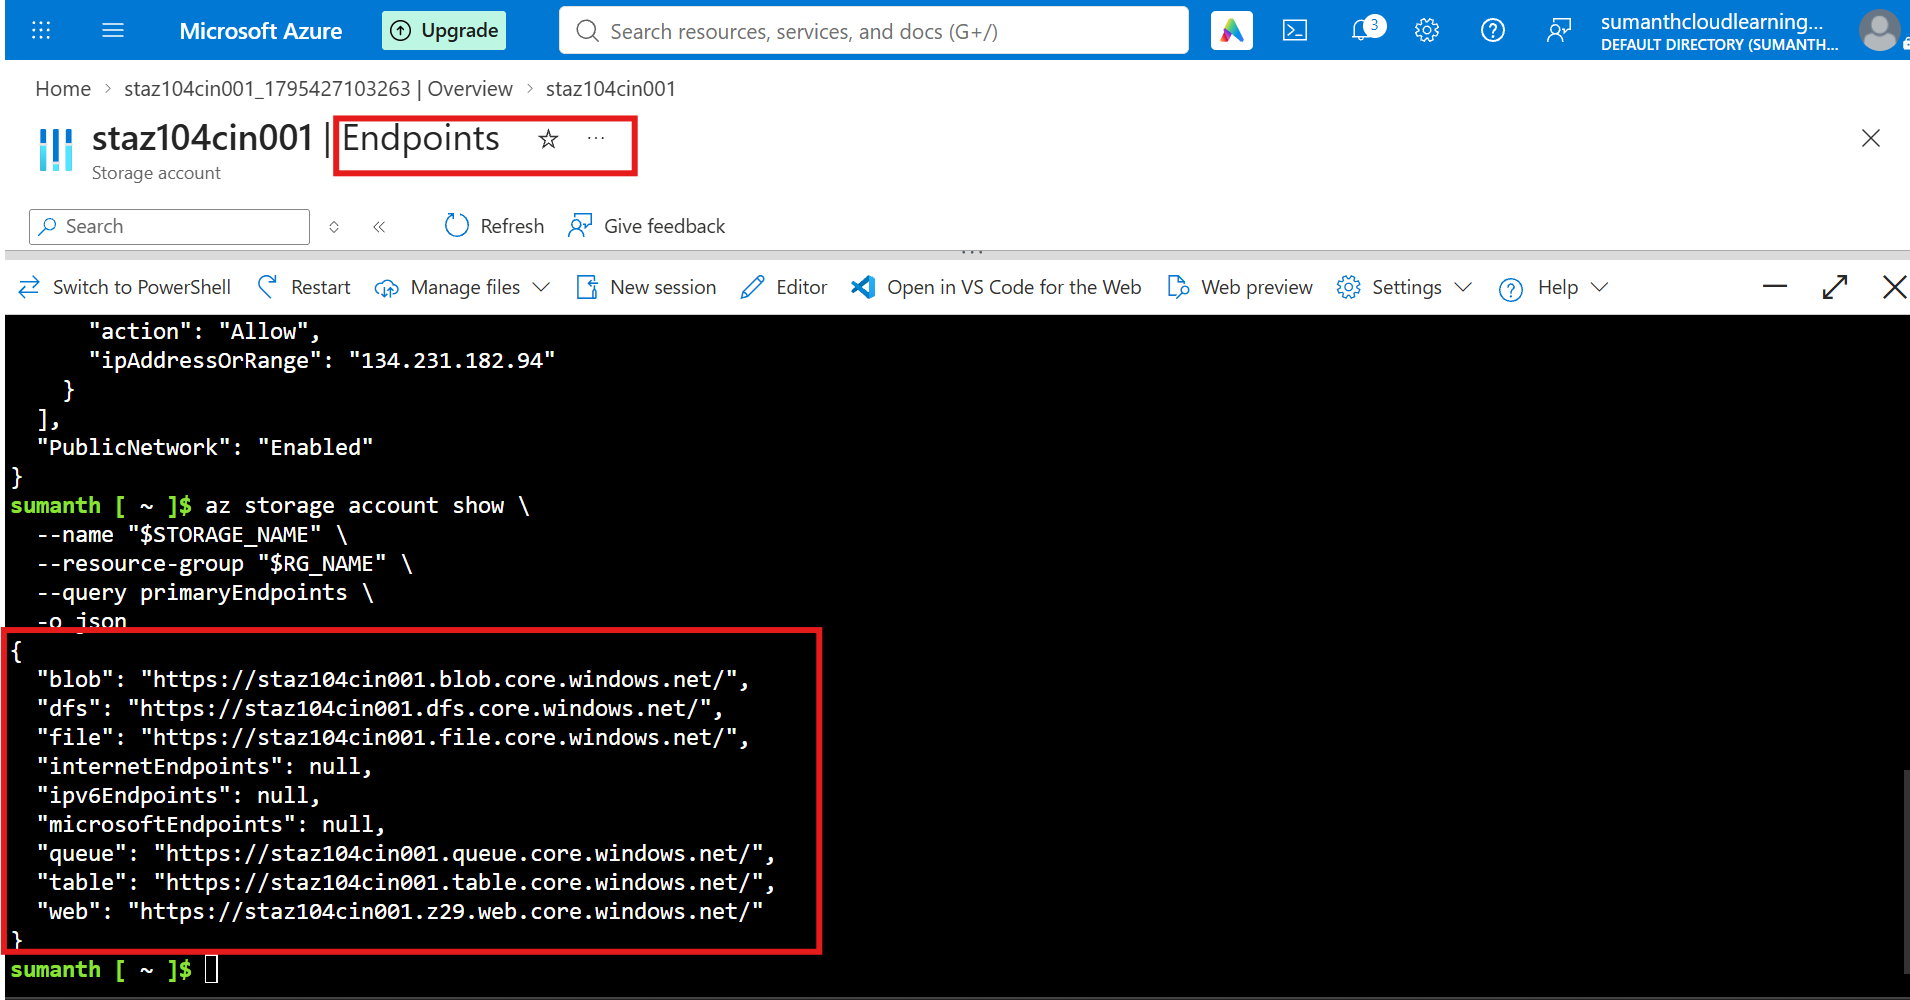 Microsoft Azure
Upgrade
Search resources, services, and docs (G+/)
3
sumanthcloudlearning...
DEFAULT DIRECTORY (SUMANTH...
Home > staz104cin001_1795427103263 | Overview > staz104cin001
staz104cin001 | Endpoints
Storage account
Search
Refresh
Give feedback
Switch to PowerShell
Restart
Manage files
New session
Editor
Open in VS Code for the Web
Web preview
Settings
Help
"action": "Allow",
"ipAddressOrRange": "134.231.182.94"
}
],
"PublicNetwork": "Enabled"
}
sumanth [ ~ ]$ az storage account show \
--name "$STORAGE_NAME" \
--resource-group "$RG_NAME" \
--query primaryEndpoints \
-o json
{
"blob": "https://staz104cin001.blob.core.windows.net/",
"dfs": "https://staz104cin001.dfs.core.windows.net/",
"file": "https://staz104cin001.file.core.windows.net/",
"internetEndpoints": null,
"ipv6Endpoints": null,
"microsoftEndpoints": null,
"queue": "https://staz104cin001.queue.core.windows.net/",
"table": "https://staz104cin001.table.core.windows.net/",
"web": "https://staz104cin001.z29.web.core.windows.net/"
}
sumanth [ ~ ]$